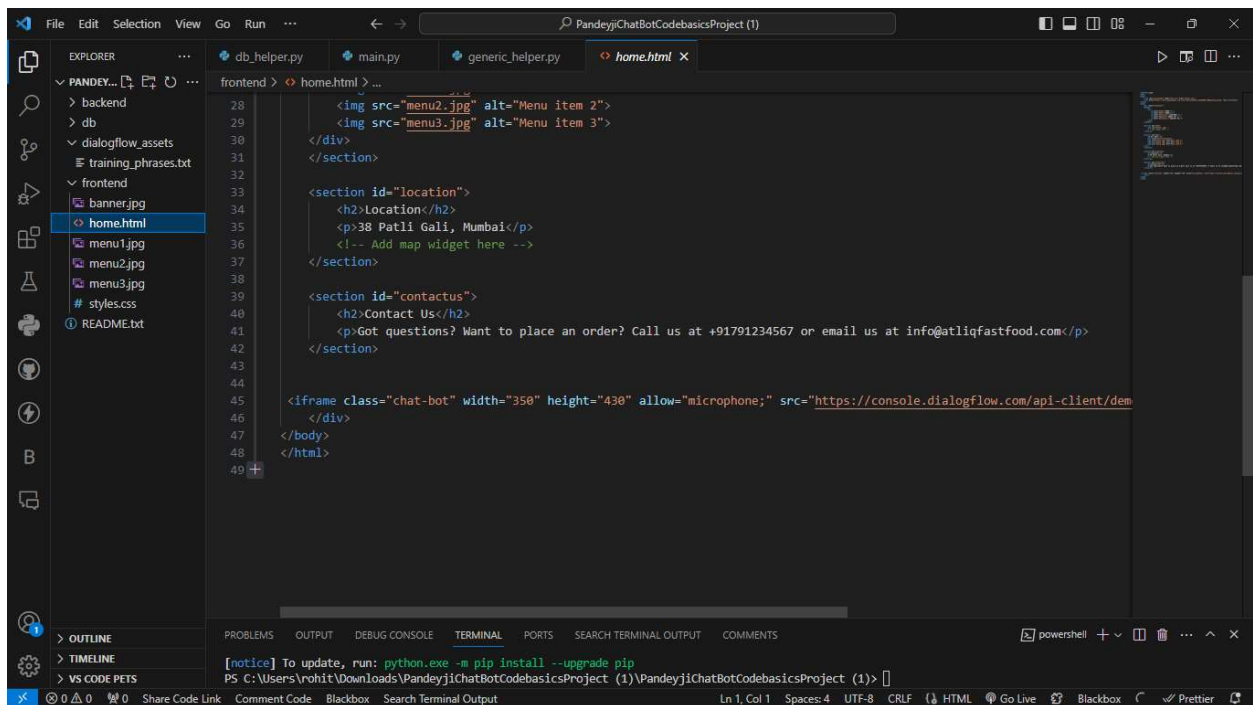 File Edit Selection View Go Run ··· PandeyjiChatBotCodebasicsProject (1)
EXPLORER
PANDEY...
backend
db
dialogflow_assets
training_phrases.txt
frontend
banner.jpg
home.html
menu1.jpg
menu2.jpg
menu3.jpg
# styles.css
README.txt
OUTLINE
TIMELINE
VS CODE PETS
db_helper.py main.py generic_helper.py home.html
frontend > home.html > ...
28 <img src="menu2.jpg" alt="Menu item 2">
29 <img src="menu3.jpg" alt="Menu item 3">
30 </div>
31 </section>
32
33 <section id="location">
34 <h2>Location</h2>
35 <p>38 Patli Gali, Mumbai</p>
36 <!-- Add map widget here -->
37 </section>
38
39 <section id="contactus">
40 <h2>Contact Us</h2>
41 <p>Got questions? Want to place an order? Call us at +91791234567 or email us at info@atliqfastfood.com</p>
42 </section>
43
44
45 <iframe class="chat-bot" width="350" height="430" allow="microphone;" src="https://console.dialogflow.com/api-client/dem
46 </div>
47 </body>
48 </html>
49
PROBLEMS OUTPUT DEBUG CONSOLE TERMINAL PORTS SEARCH TERMINAL OUTPUT COMMENTS powershell
[notice] To update, run: python.exe -m pip install --upgrade pip
PS C:\Users\rohit\Downloads\PandeyjiChatBotCodebasicsProject (1)\PandeyjiChatBotCodebasicsProject (1)>
0 0 0 Share Code Link Comment Code Blackbox Search Terminal Output Ln 1, Col 1 Spaces: 4 UTF-8 CRLF HTML Go Live Blackbox Prettier